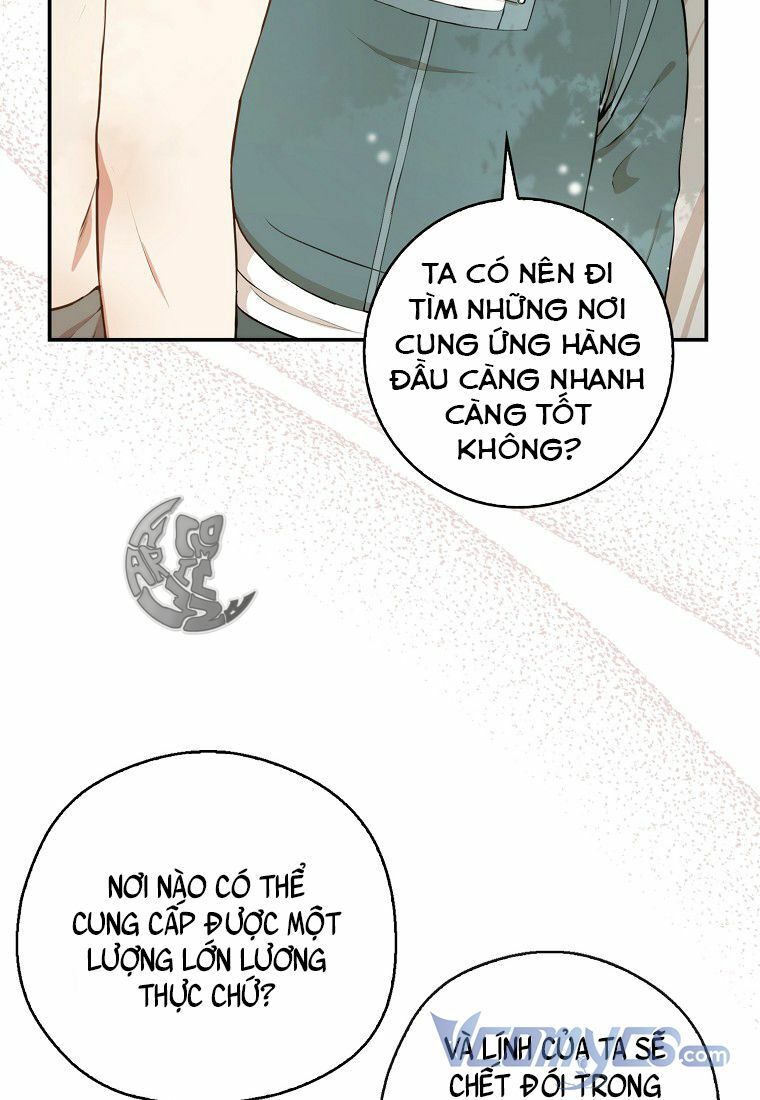 TA CÓ NÊN ĐI
TÌM NHỮNG NƠI
CUNG ỨNG HÀNG
ĐẦU CÀNG NHANH
CÀNG TỐT
KHÔNG?
NƠI NÀO CÓ THỂ
CUNG CẤP ĐƯỢC MỘT
LƯỢNG LỚN LƯƠNG
THỰC CHỨ?
VÀ LÍNH CỦA TA SẼ
CHẾT ĐÓI TRONG